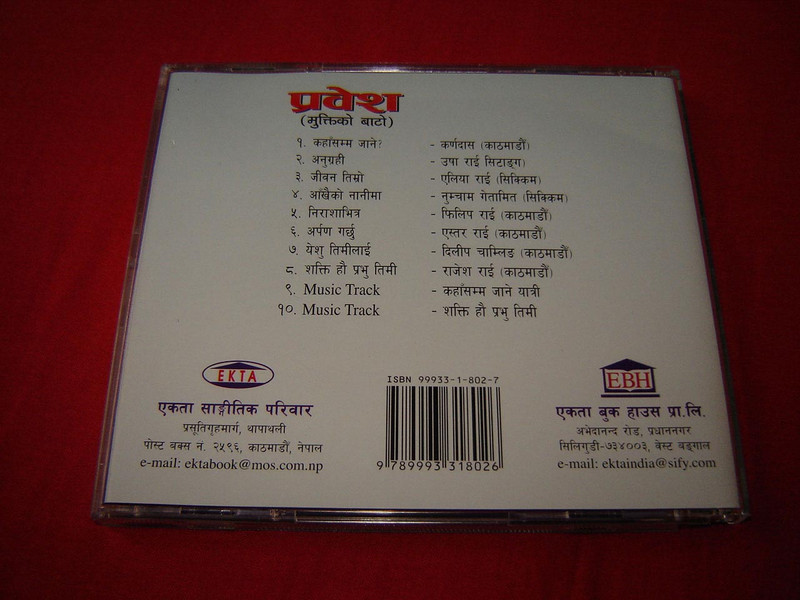 प्रवेश
(मुक्तिको बाटो)
१. कहाँसम्म जाने? - कर्णदास (काठमाडौं)
२. अनुग्रही - उषा राई सिटाङ्ग)
३. जीवन तिम्रो - एलिया राई (सिक्किम)
४. आँखैको नानीमा - नुम्चाम गेतामित (सिक्किम)
५. निराशाभित्र - फिलिप राई (काठमाडौं)
६. अर्पण गर्छु - एस्तर राई (काठमाडौं)
७. येशु तिमीलाई - दिलीप चाम्लिङ (काठमाडौं)
८. शक्ति हौ प्रभु तिमी - राजेश राई (काठमाडौं)
९. Music Track - कहाँसम्म जाने यात्री
१०. Music Track - शक्ति हौ प्रभु तिमी
EKTA
एकता साङ्गीतिक परिवार
प्रसूतिगृहमार्ग, थापाथली
पोस्ट बक्स नं. २५९६, काठमाडौं, नेपाल
e-mail: ektabook@mos.com.np
ISBN 99933-1-802-7
9 789993 318026
EBH
एकता बुक हाउस प्रा.लि.
अभेदानन्द रोड, प्रधाननगर
सिलिगुडी-७३४००३, वेस्ट बङ्गाल
e-mail: ektaindia@sify.com